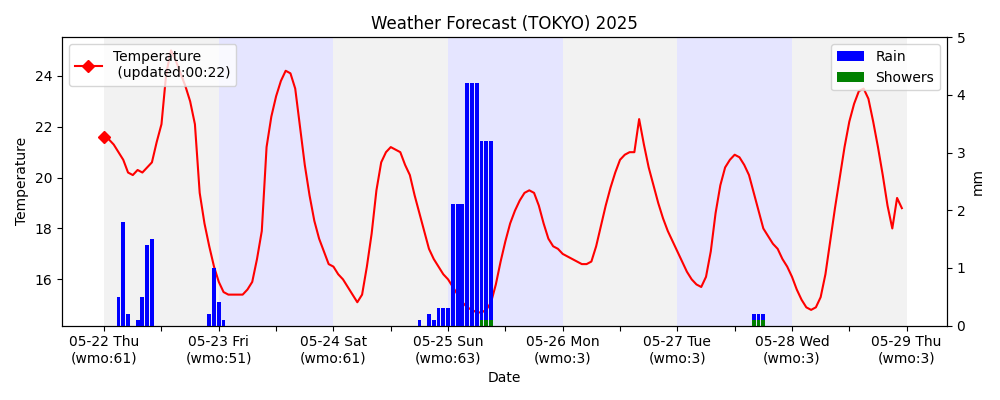 Weather Forecast (TOKYO) 2025
Temperature
(updated:00:22)
Rain
Showers
Temperature
24
22
20
18
16
5
4
3
2
1
0
mm
05-22 Thu
(wmo:61)
05-23 Fri
(wmo:51)
05-24 Sat
(wmo:61)
05-25 Sun
(wmo:63)
05-26 Mon
(wmo:3)
05-27 Tue
(wmo:3)
05-28 Wed
(wmo:3)
05-29 Thu
(wmo:3)
Date